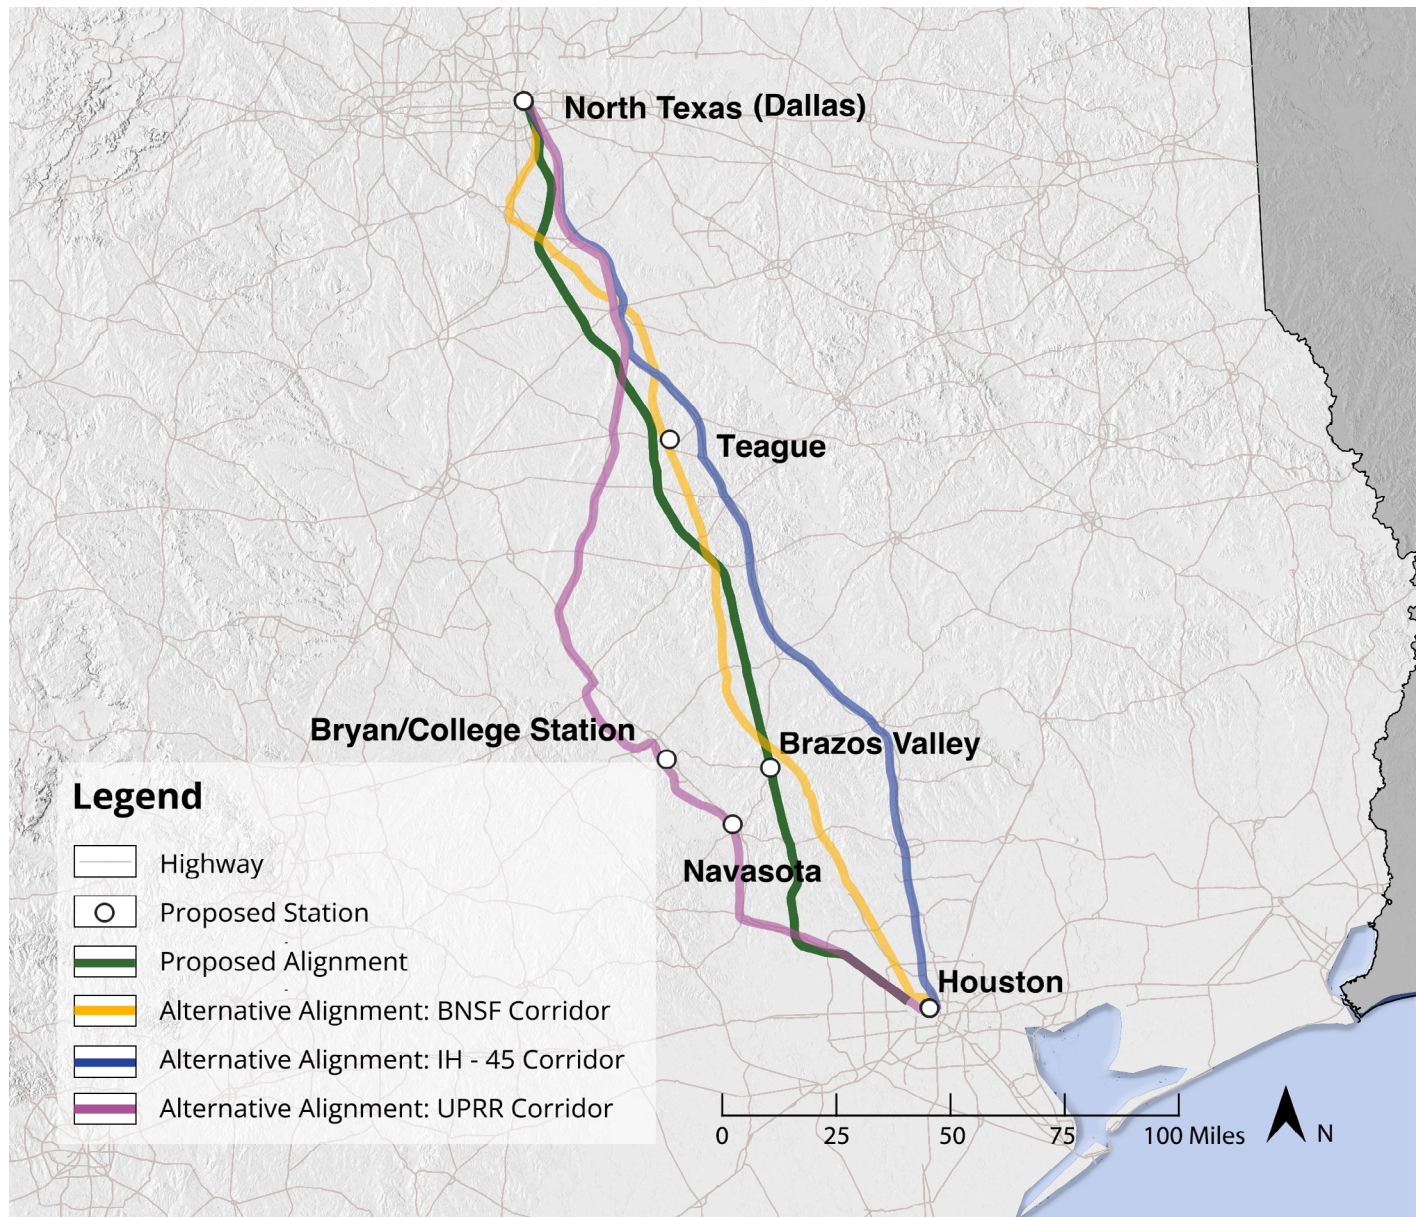 North Texas (Dallas)
Teague
Bryan/College Station
Brazos Valley
Navasota
Houston
Legend
Highway
Proposed Station
Proposed Alignment
Alternative Alignment: BNSF Corridor
Alternative Alignment: IH - 45 Corridor
Alternative Alignment: UPRR Corridor
0 25 50 75 100 Miles
N